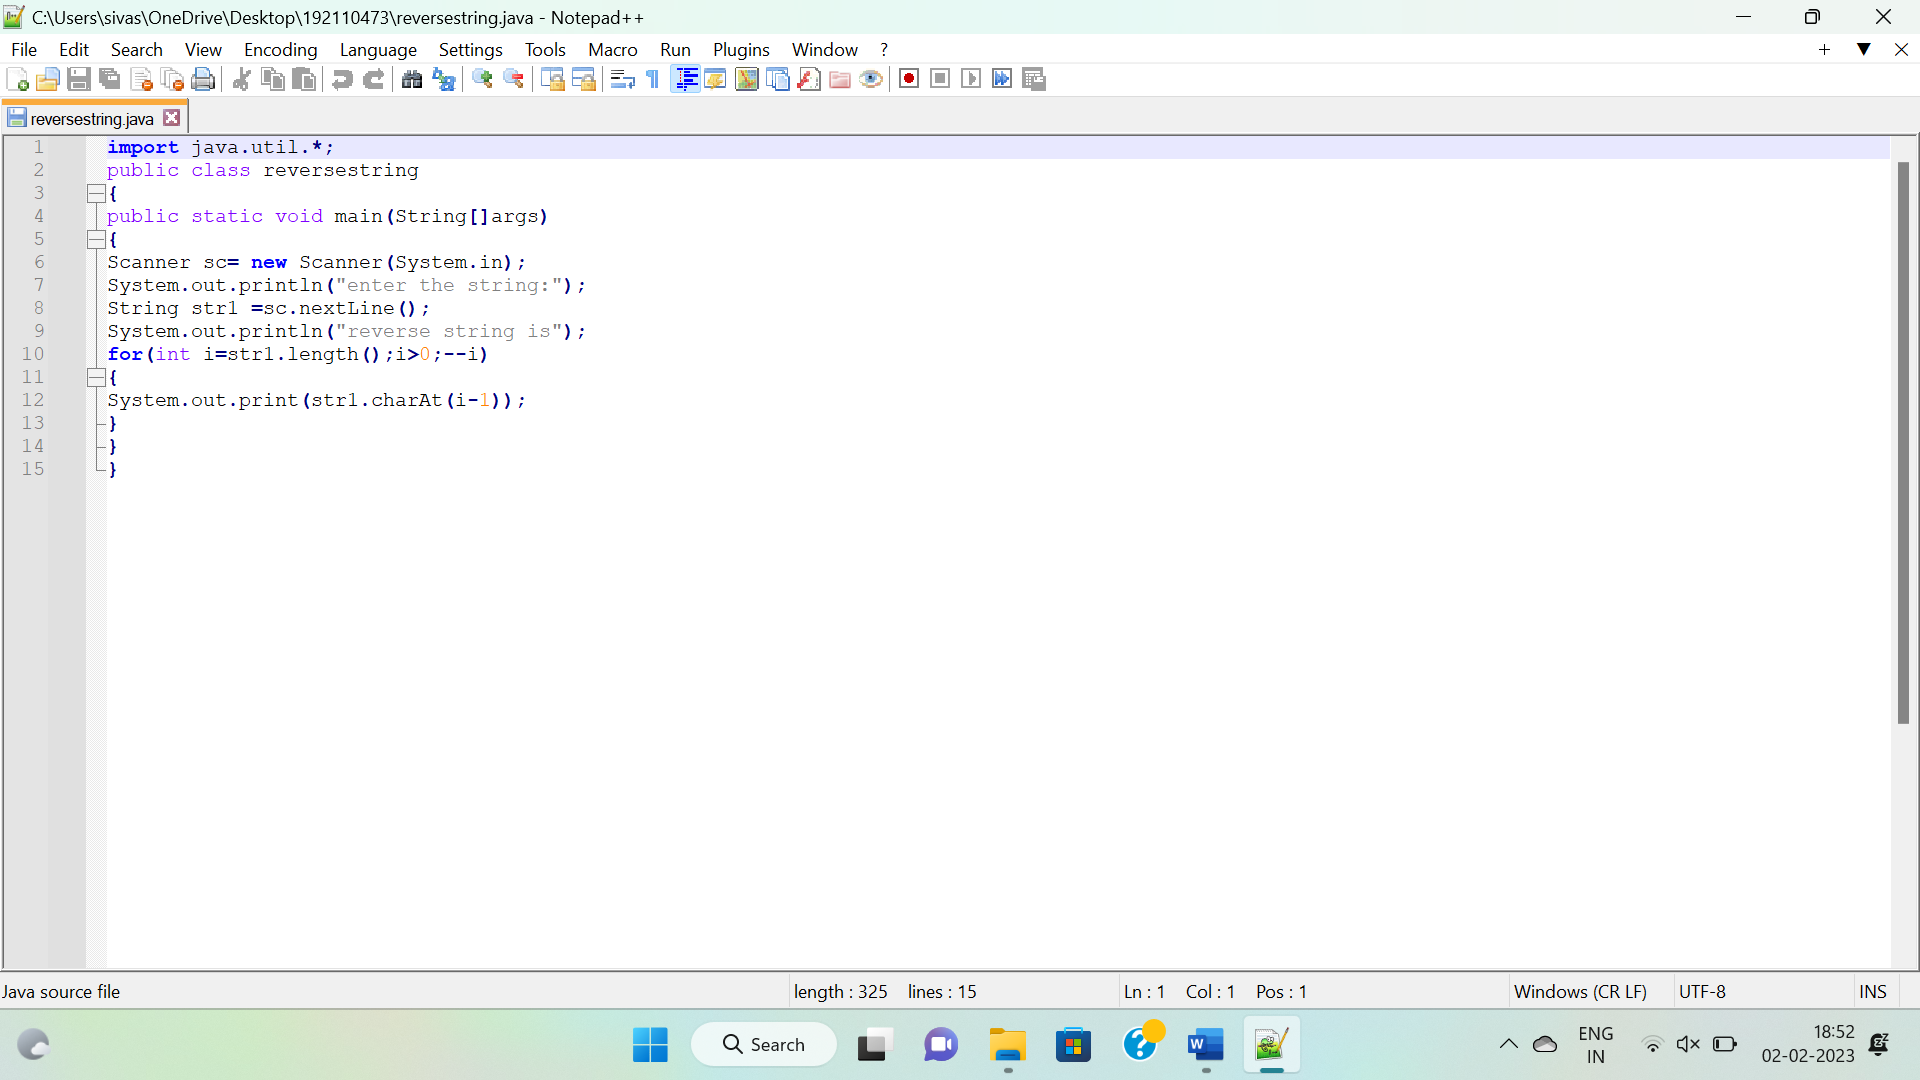 C:\Users\sivas\OneDrive\Desktop\192110473\reversestring.java - Notepad++
File Edit Search View Encoding Language Settings Tools Macro Run Plugins Window ?
reversestring.java
1 import java.util.*;
2 public class reversestring
3 {
4 public static void main(String[]args)
5 {
6 Scanner sc= new Scanner(System.in);
7 System.out.println("enter the string:");
8 String str1 =sc.nextLine();
9 System.out.println("reverse string is");
10 for(int i=str1.length();i>0;--i)
11 {
12 System.out.print(str1.charAt(i-1));
13 }
14 }
15 }
Java source file length : 325 lines : 15 Ln : 1 Col : 1 Pos : 1 Windows (CR LF) UTF-8 INS
Search
ENG
IN
18:52
02-02-2023